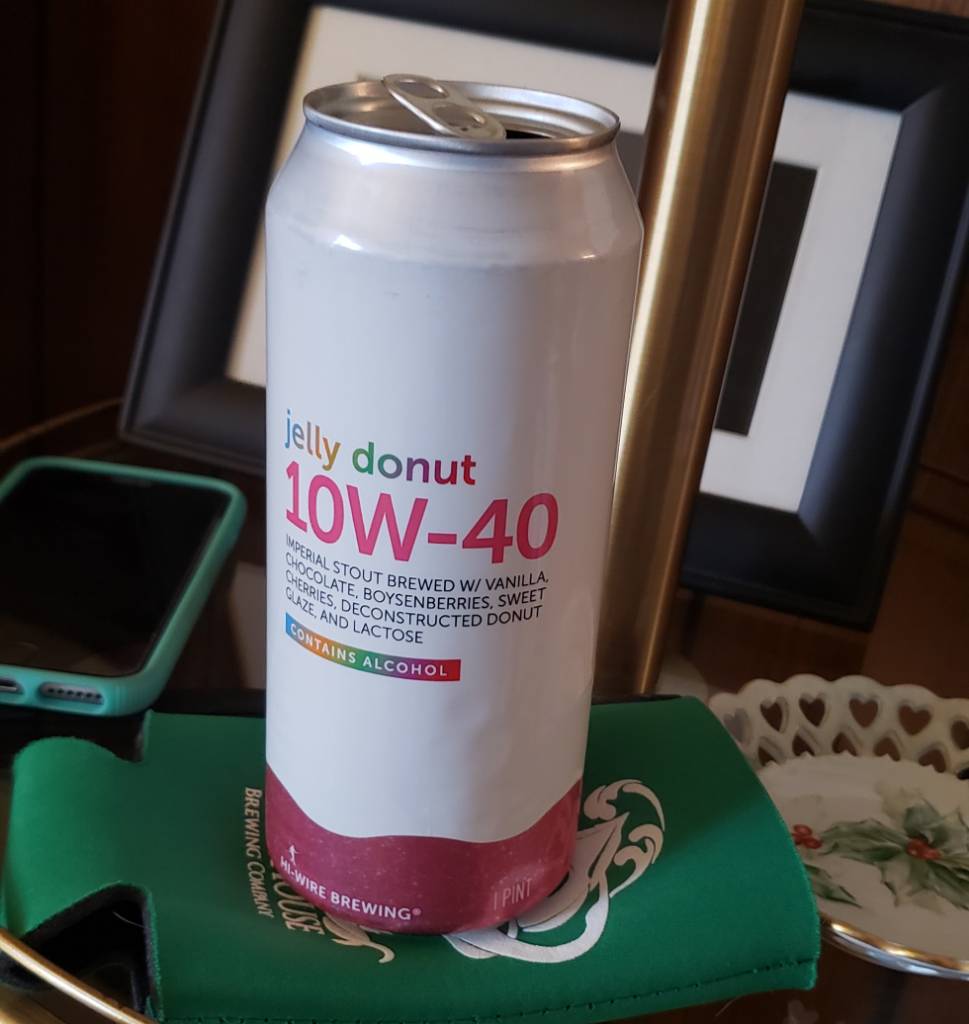 jelly donut
10W-40
IMPERIAL STOUT BREWED W/ VANILLA,
CHOCOLATE, BOYSENBERRIES, SWEET
CHERRIES, DECONSTRUCTED DONUT
GLAZE, AND LACTOSE
CONTAINS ALCOHOL
HI-WIRE BREWING®
1 PINT
BREWING COMPANY